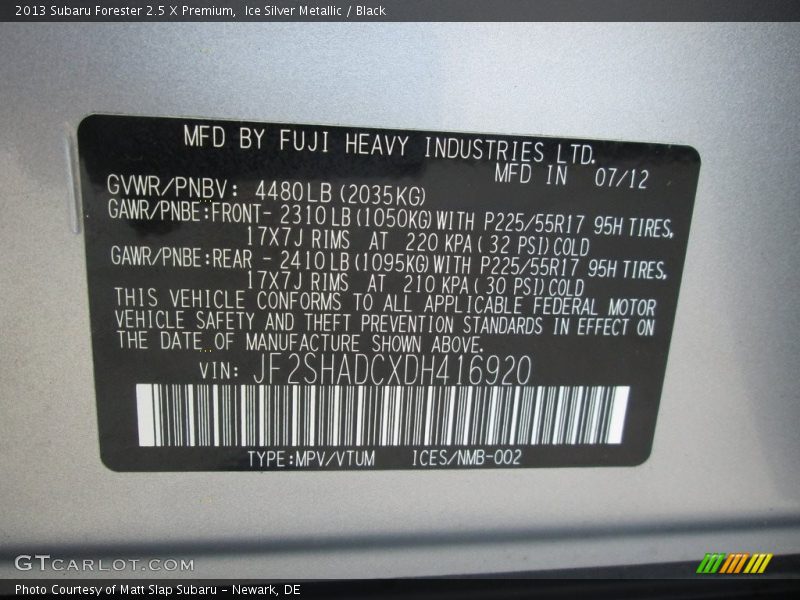 2013 Subaru Forester 2.5 X Premium,  Ice Silver Metallic / Black
MFD BY FUJI HEAVY INDUSTRIES LTD.
MFD IN 07/12
GVWR/PNBV: 4480LB (2035KG)
GAWR/PNBE:FRONT- 2310LB (1050KG) WITH P225/55R17 95H TIRES,
17X7J RIMS AT 220 KPA( 32 PSI) COLD
GAWR/PNBE:REAR - 2410LB (1095KG) WITH P225/55R17 95H TIRES,
17X7J RIMS AT 210 KPA( 30 PSI) COLD
THIS VEHICLE CONFORMS TO ALL APPLICABLE FEDERAL MOTOR
VEHICLE SAFETY AND THEFT PREVENTION STANDARDS IN EFFECT ON
THE DATE OF MANUFACTURE SHOWN ABOVE.
VIN: JF2SHADCXDH416920
TYPE:MPV/VTUM ICES/NMB-002
GTCARLOT.COM
Photo Courtesy of Matt Slap Subaru - Newark, DE